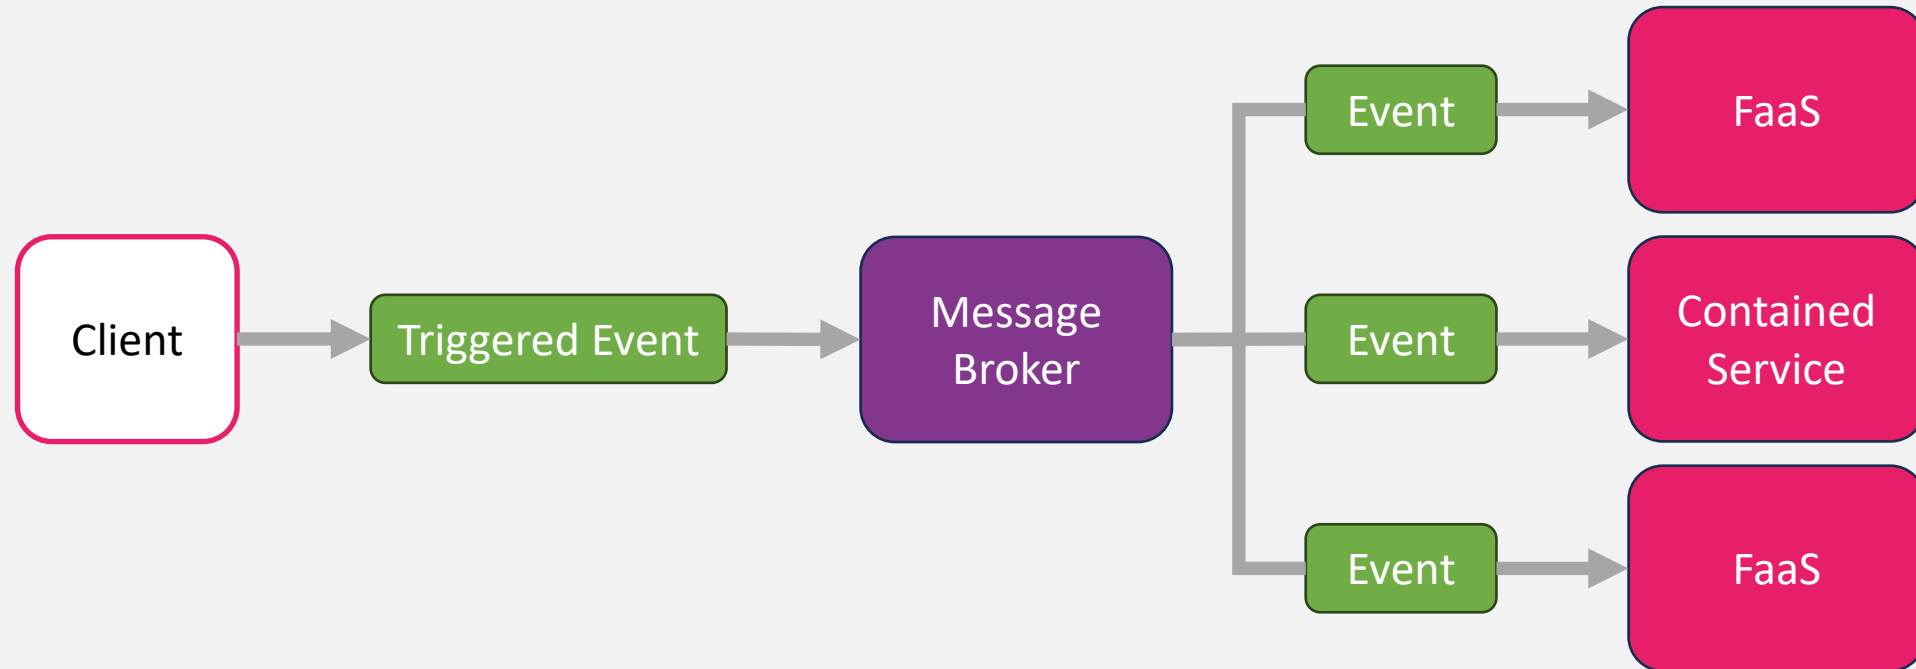 Client
Triggered Event
Message
Broker
Event
FaaS
Event
Contained
Service
Event
FaaS